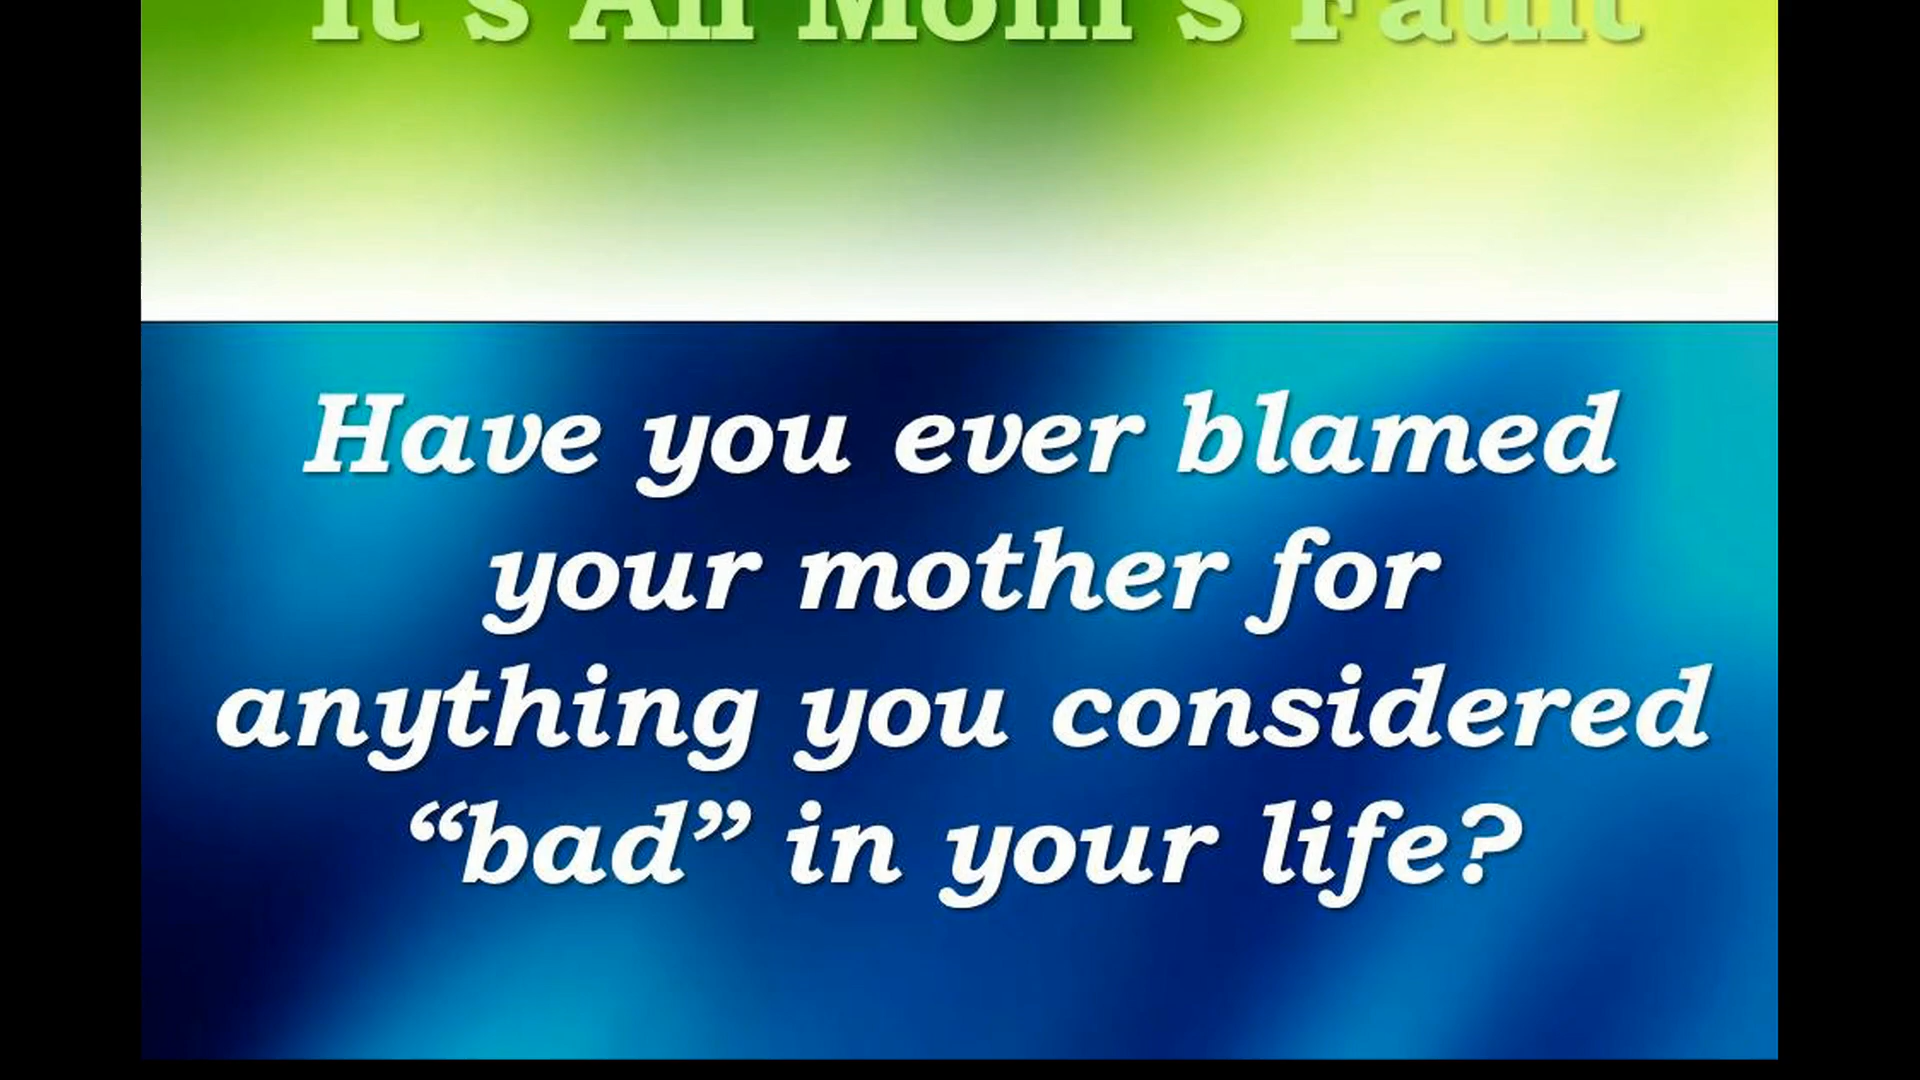 It's All Mom's Fault
Have you ever blamed
your mother for
anything you considered
“bad” in your life?